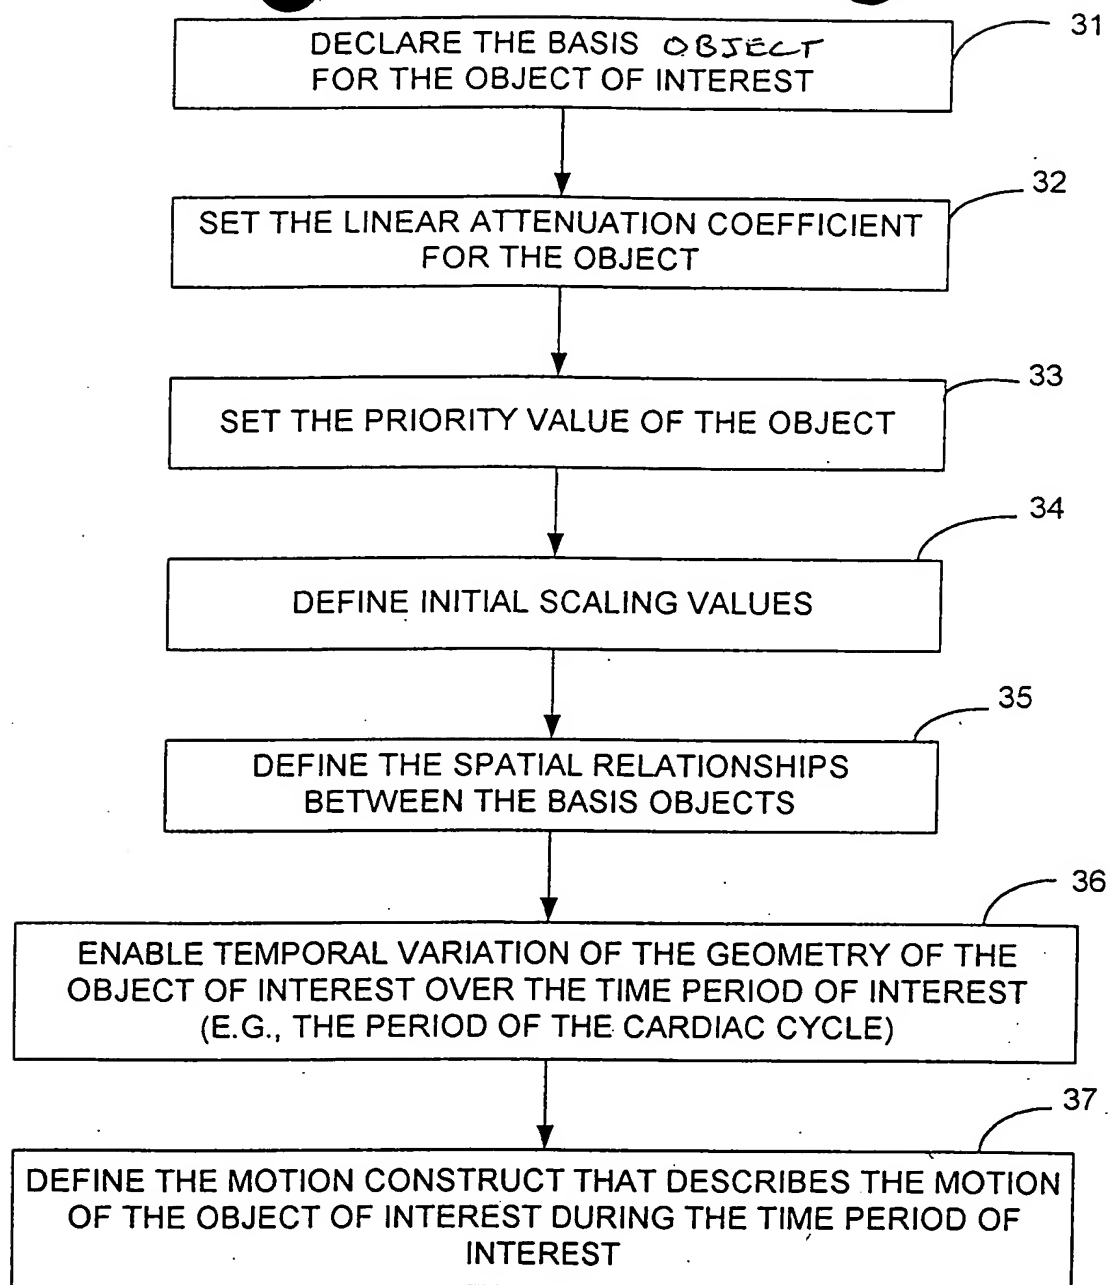 31
DECLARE THE BASIS OBJECT
FOR THE OBJECT OF INTEREST
32
SET THE LINEAR ATTENUATION COEFFICIENT
FOR THE OBJECT
33
SET THE PRIORITY VALUE OF THE OBJECT
34
DEFINE INITIAL SCALING VALUES
35
DEFINE THE SPATIAL RELATIONSHIPS
BETWEEN THE BASIS OBJECTS
36
ENABLE TEMPORAL VARIATION OF THE GEOMETRY OF THE
OBJECT OF INTEREST OVER THE TIME PERIOD OF INTEREST
(E.G., THE PERIOD OF THE CARDIAC CYCLE)
37
DEFINE THE MOTION CONSTRUCT THAT DESCRIBES THE MOTION
OF THE OBJECT OF INTEREST DURING THE TIME PERIOD OF
INTEREST